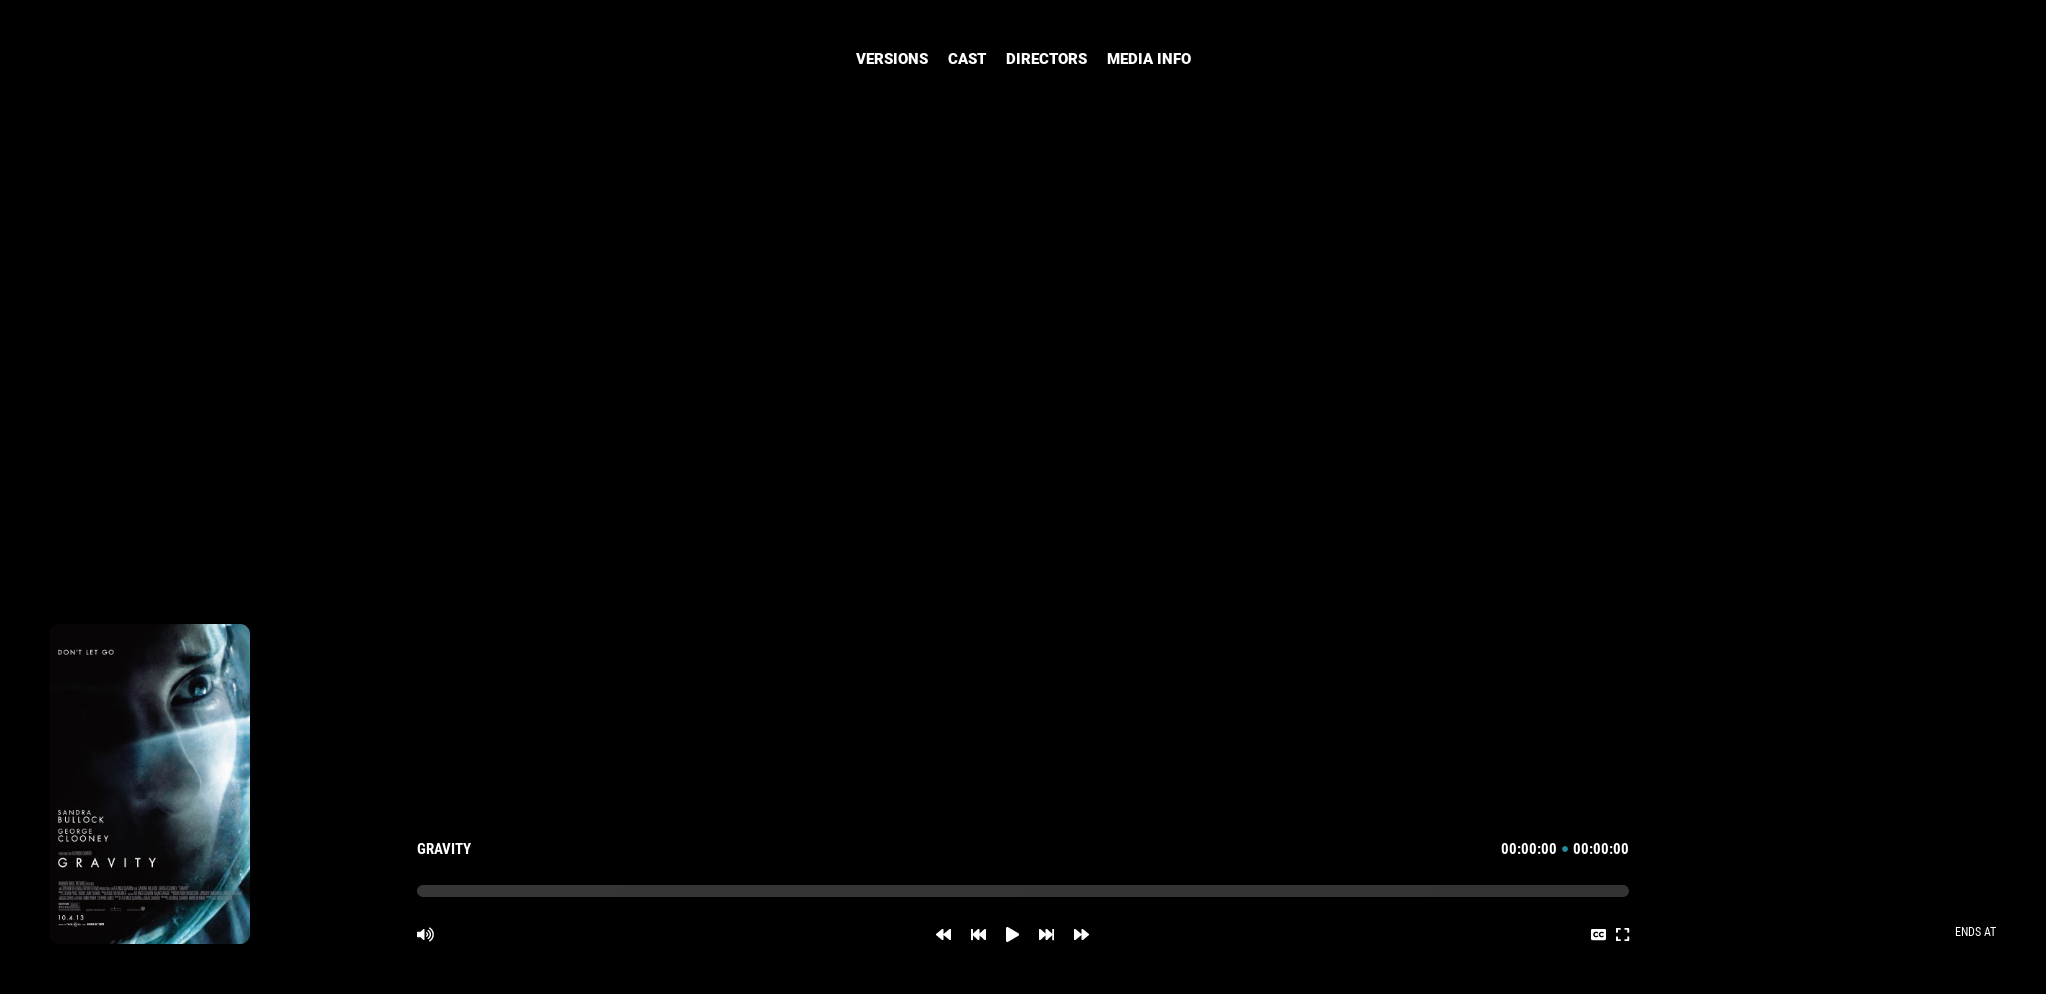 VERSIONS CAST DIRECTORS MEDIA INFO
DON'T LET GO
SANDRA
BULLOCK
GEORGE
CLOONEY
GRAVITY
10.4.13
GRAVITY
00:00:00 • 00:00:00
CC
ENDS AT